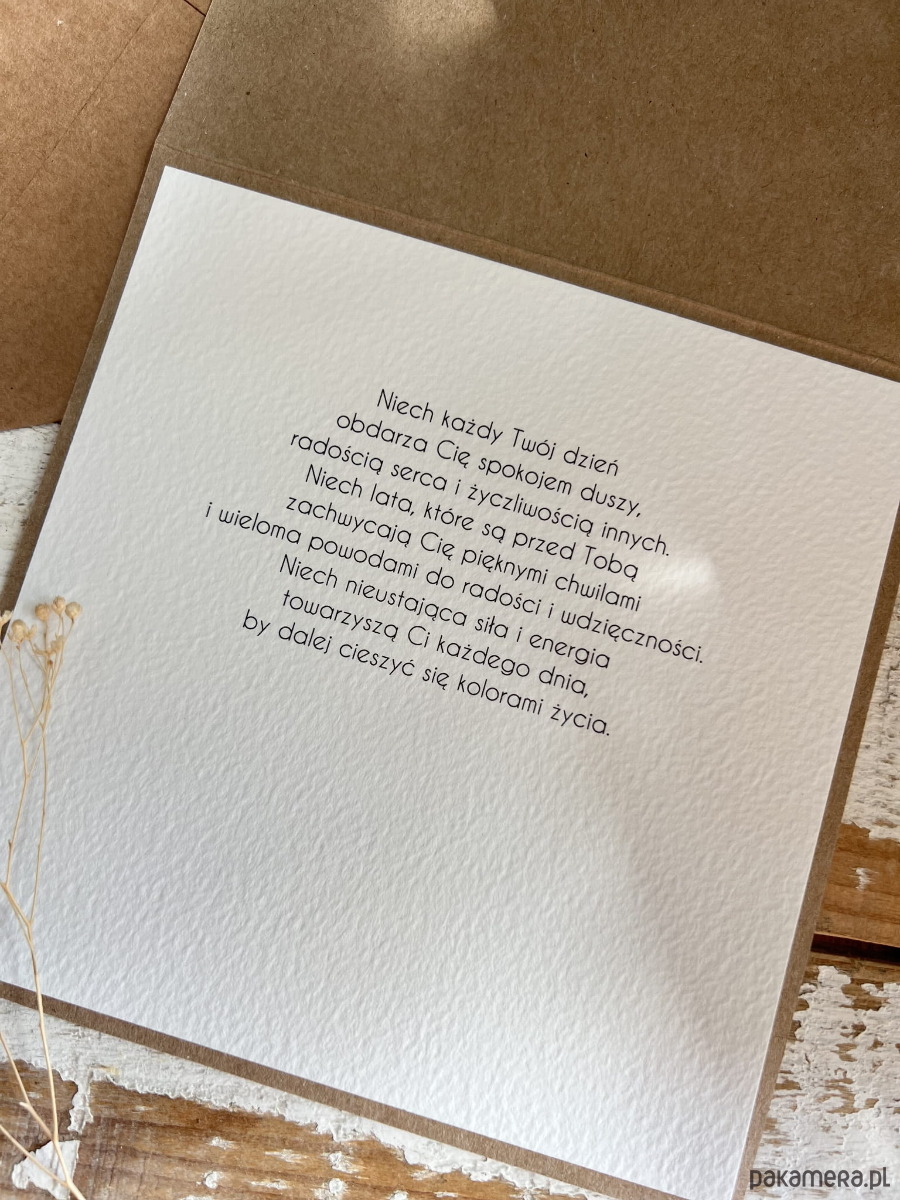 Niech każdy Twój dzień
obdarza Cię spokojem duszy,
radością serca i życzliwością innych.
Niech lata, które są przed Tobą
zachwycają Cię pięknymi chwilami
i wieloma powodami do radości i wdzięczności.
Niech nieustająca siła i energia
towarzyszą Ci każdego dnia,
by dalej cieszyć się kolorami życia.
pakamera.pl